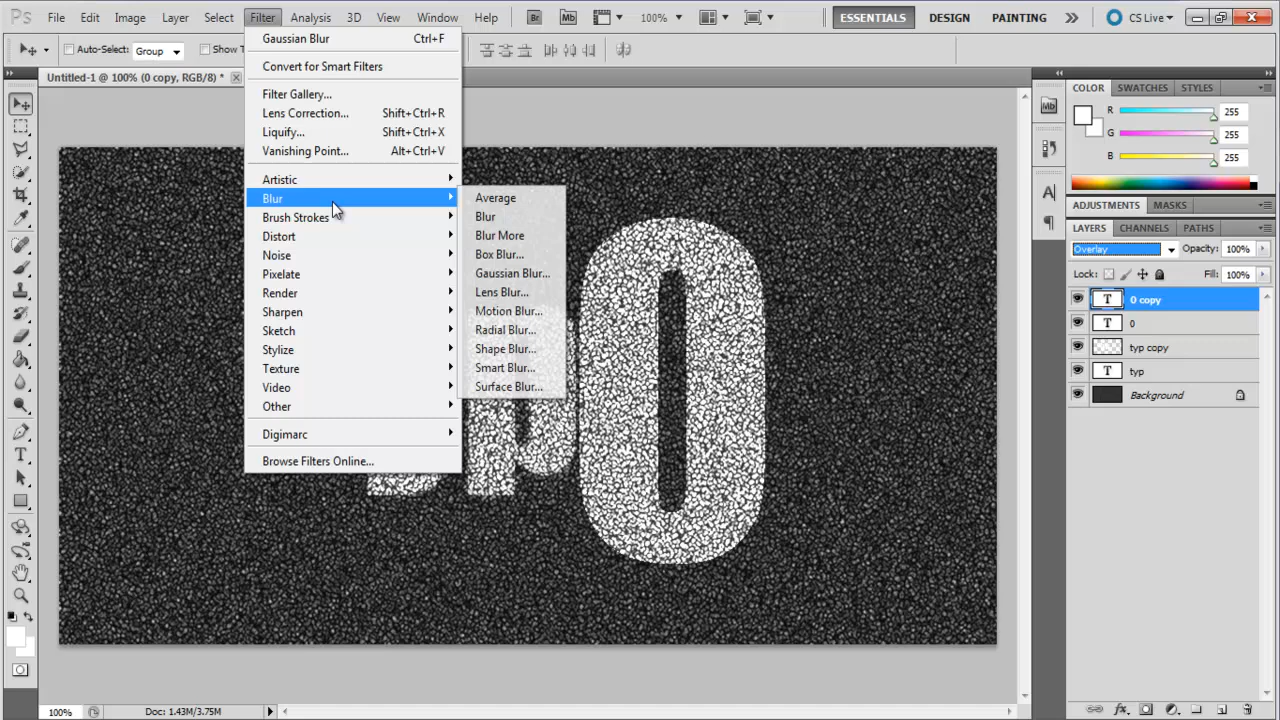 Ps File Edit Image Layer Select Filter Analysis 3D View Window Help Br Mb 100% ESSENTIALS DESIGN PAINTING CS Live
Auto-Select: Group Show T
Untitled-1 @ 100% (0 copy, RGB/8) *
Gaussian Blur Ctrl+F
Convert for Smart Filters
Filter Gallery...
Lens Correction... Shift+Ctrl+R
Liquify... Shift+Ctrl+X
Vanishing Point... Alt+Ctrl+V
Artistic
Blur
Brush Strokes
Distort
Noise
Pixelate
Render
Sharpen
Sketch
Stylize
Texture
Video
Other
Digimarc
Browse Filters Online...
Average
Blur
Blur More
Box Blur...
Gaussian Blur...
Lens Blur...
Motion Blur...
Radial Blur...
Shape Blur...
Smart Blur...
Surface Blur...
COLOR SWATCHES STYLES
R 255
G 255
B 255
ADJUSTMENTS MASKS
LAYERS CHANNELS PATHS
Overlay Opacity: 100%
Lock: Fill: 100%
T 0 copy
T 0
typ copy
T typ
Background
Mb
A
T
100% Doc: 1.43M/3.75M